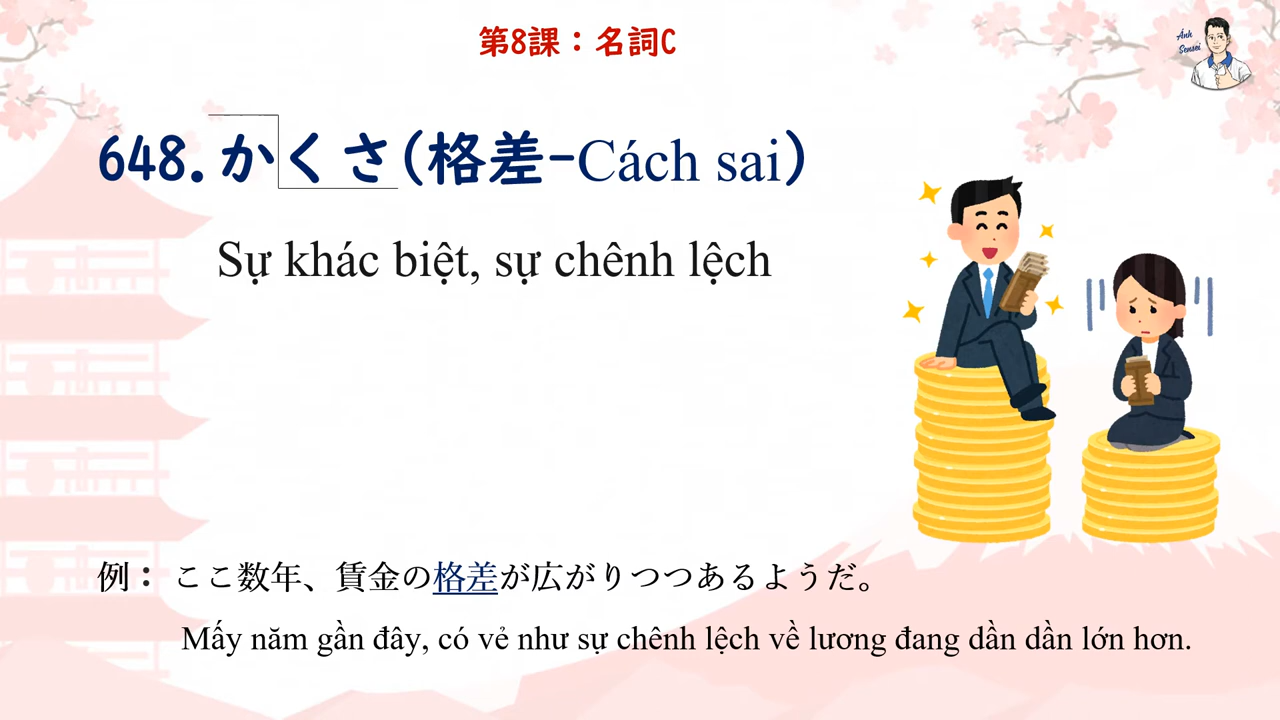 第8課：名詞C
Ánh
Sensei
648.かくさ(格差-Cách sai)
Sự khác biệt, sự chênh lệch
例： ここ数年、賃金の格差が広がりつつあるようだ。
Mấy năm gần đây, có vẻ như sự chênh lệch về lương đang dần dần lớn hơn.